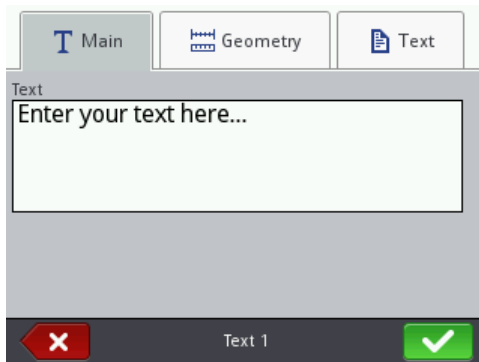 Main
Geometry
Text
Text
Enter your text here...
Text 1